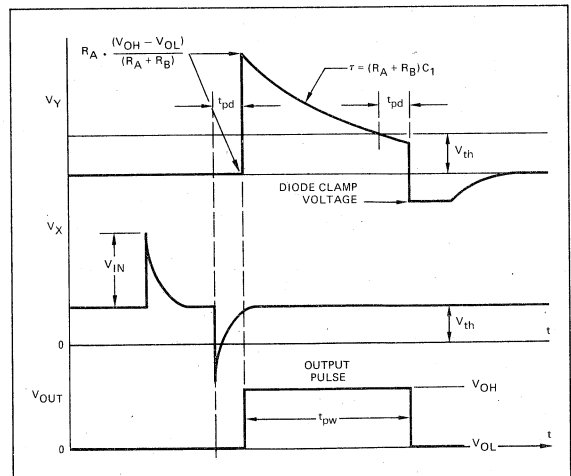 R_A • (V_OH − V_OL) / (R_A + R_B)
τ = (R_A + R_B) C_1
V_Y
t_pd
t_pd
V_th
DIODE CLAMP
VOLTAGE
V_X
V_IN
V_th
0
t
OUTPUT
PULSE
V_OH
V_OUT
t_pw
0
V_OL
t